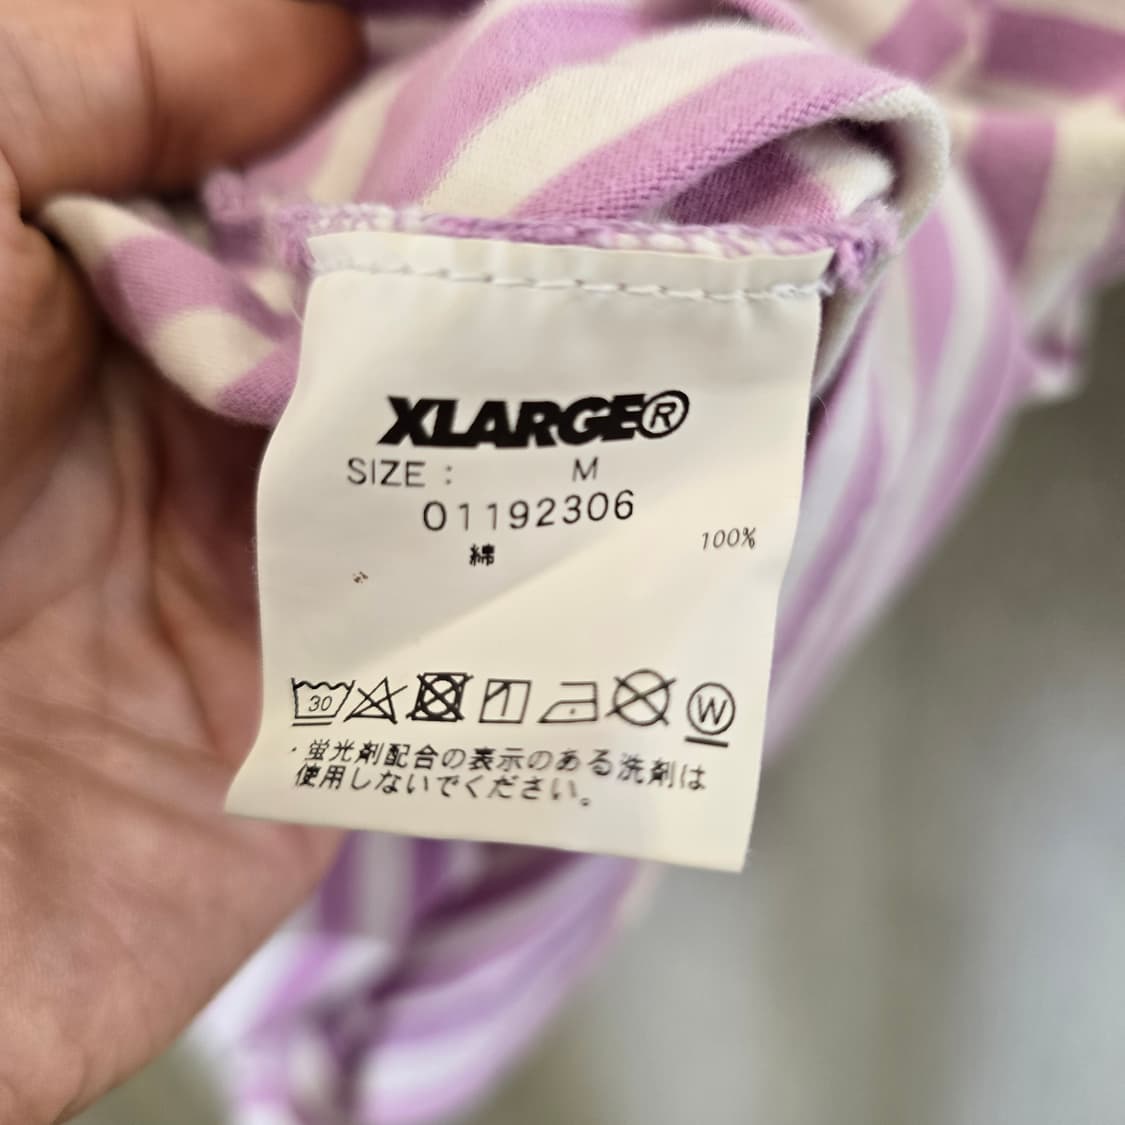 XLARGE®
SIZE : M
01192306
綿 100%
30 W
・蛍光剤配合の表示のある洗剤は
使用しないでください。